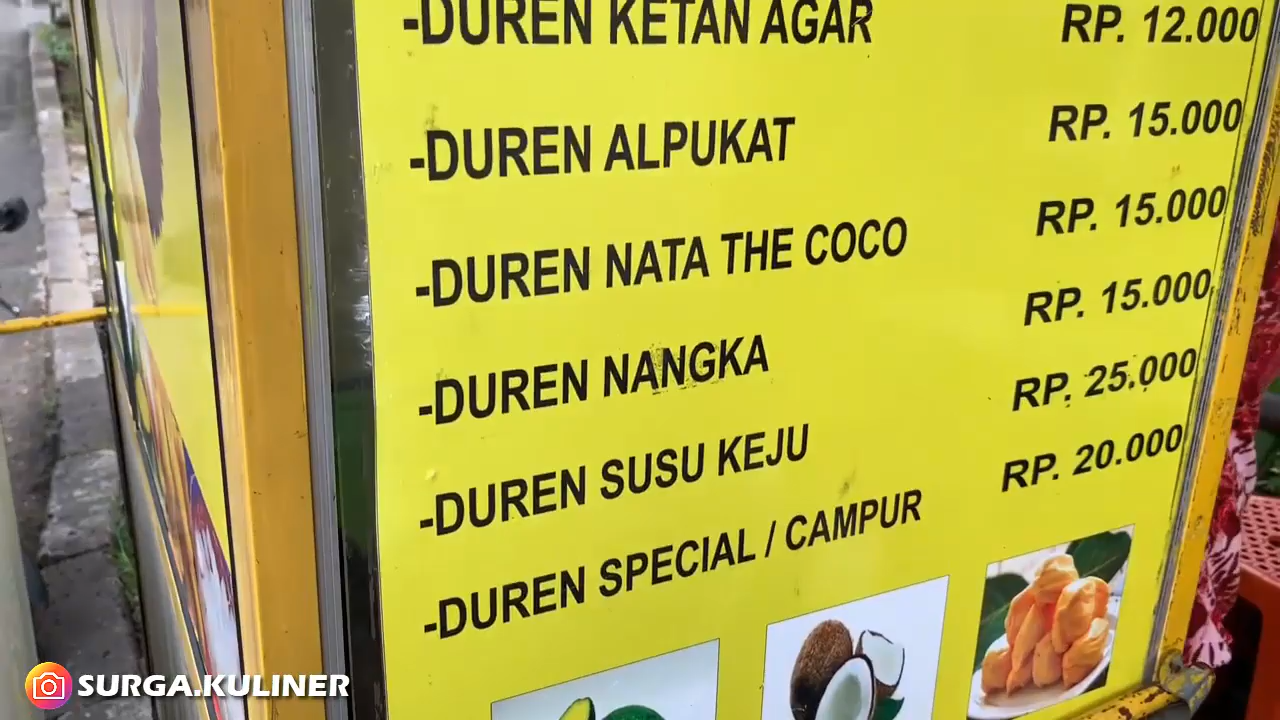 -DUREN KETAN AGAR RP. 12.000
-DUREN ALPUKAT RP. 15.000
-DUREN NATA THE COCO RP. 15.000
-DUREN NANGKA RP. 15.000
-DUREN SUSU KEJU RP. 25.000
-DUREN SPECIAL / CAMPUR RP. 20.000
SURGA.KULINER